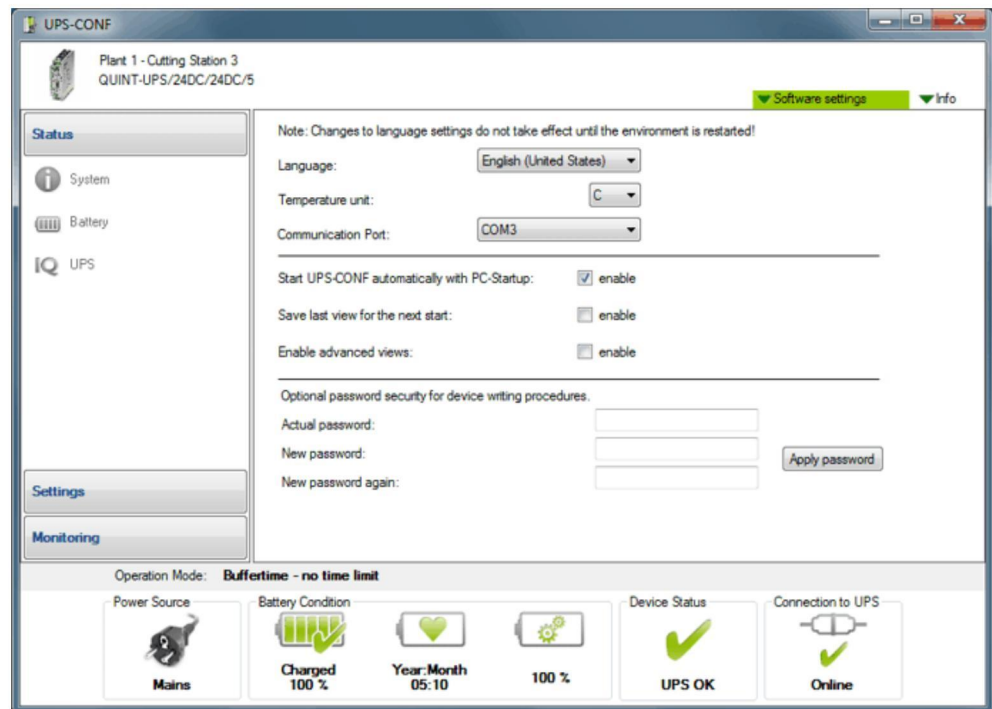 UPS-CONF
Plant 1 - Cutting Station 3
QUINT-UPS/24DC/24DC/5
Software settings
Info
Status
System
Battery
IQ UPS
Settings
Monitoring
Note: Changes to language settings do not take effect until the environment is restarted!
Language: English (United States)
Temperature unit: C
Communication Port: COM3
Start UPS-CONF automatically with PC-Startup: enable
Save last view for the next start: enable
Enable advanced views: enable
Optional password security for device writing procedures.
Actual password:
New password:
Apply password
New password again:
Operation Mode: Buffertime - no time limit
Power Source
Mains
Battery Condition
Charged
100 %
Year:Month
05:10
100 %
Device Status
UPS OK
Connection to UPS
Online